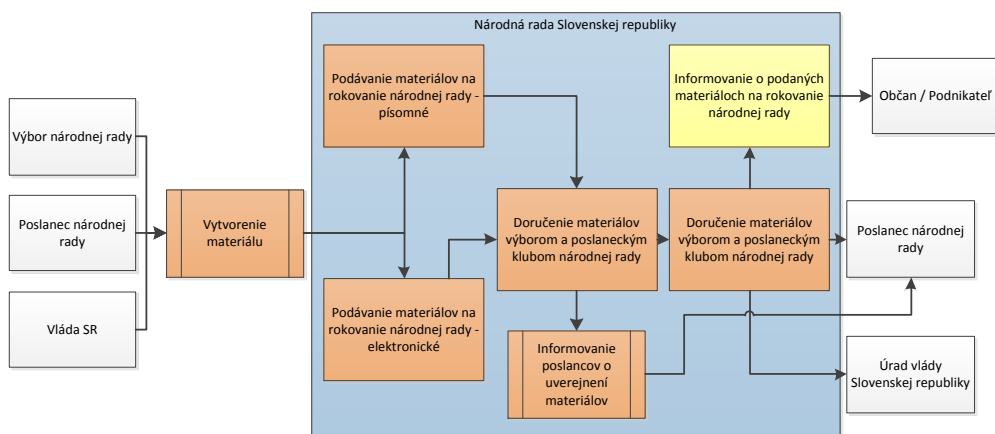 Národná rada Slovenskej republiky
Výbor národnej rady
Poslanec národnej
rady
Vláda SR
Vytvorenie
materiálu
Podávanie materiálov na
rokovanie národnej rady -
písomné
Podávanie materiálov na
rokovanie národnej rady -
elektronické
Doručenie materiálov
výborom a poslaneckým
klubom národnej rady
Informovanie
poslancov o
uverejnení
materiálov
Informovanie o podaných
materiáloch na rokovanie
národnej rady
Doručenie materiálov
výborom a poslaneckým
klubom národnej rady
Občan / Podnikateľ
Poslanec národnej
rady
Úrad vlády
Slovenskej republiky